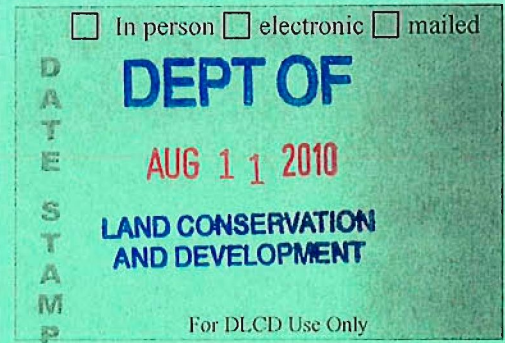 ☐ In person ☐ electronic ☐ mailed
DATE STAMP
DEPT OF
AUG 11 2010
LAND CONSERVATION
AND DEVELOPMENT
For DLCD Use Only